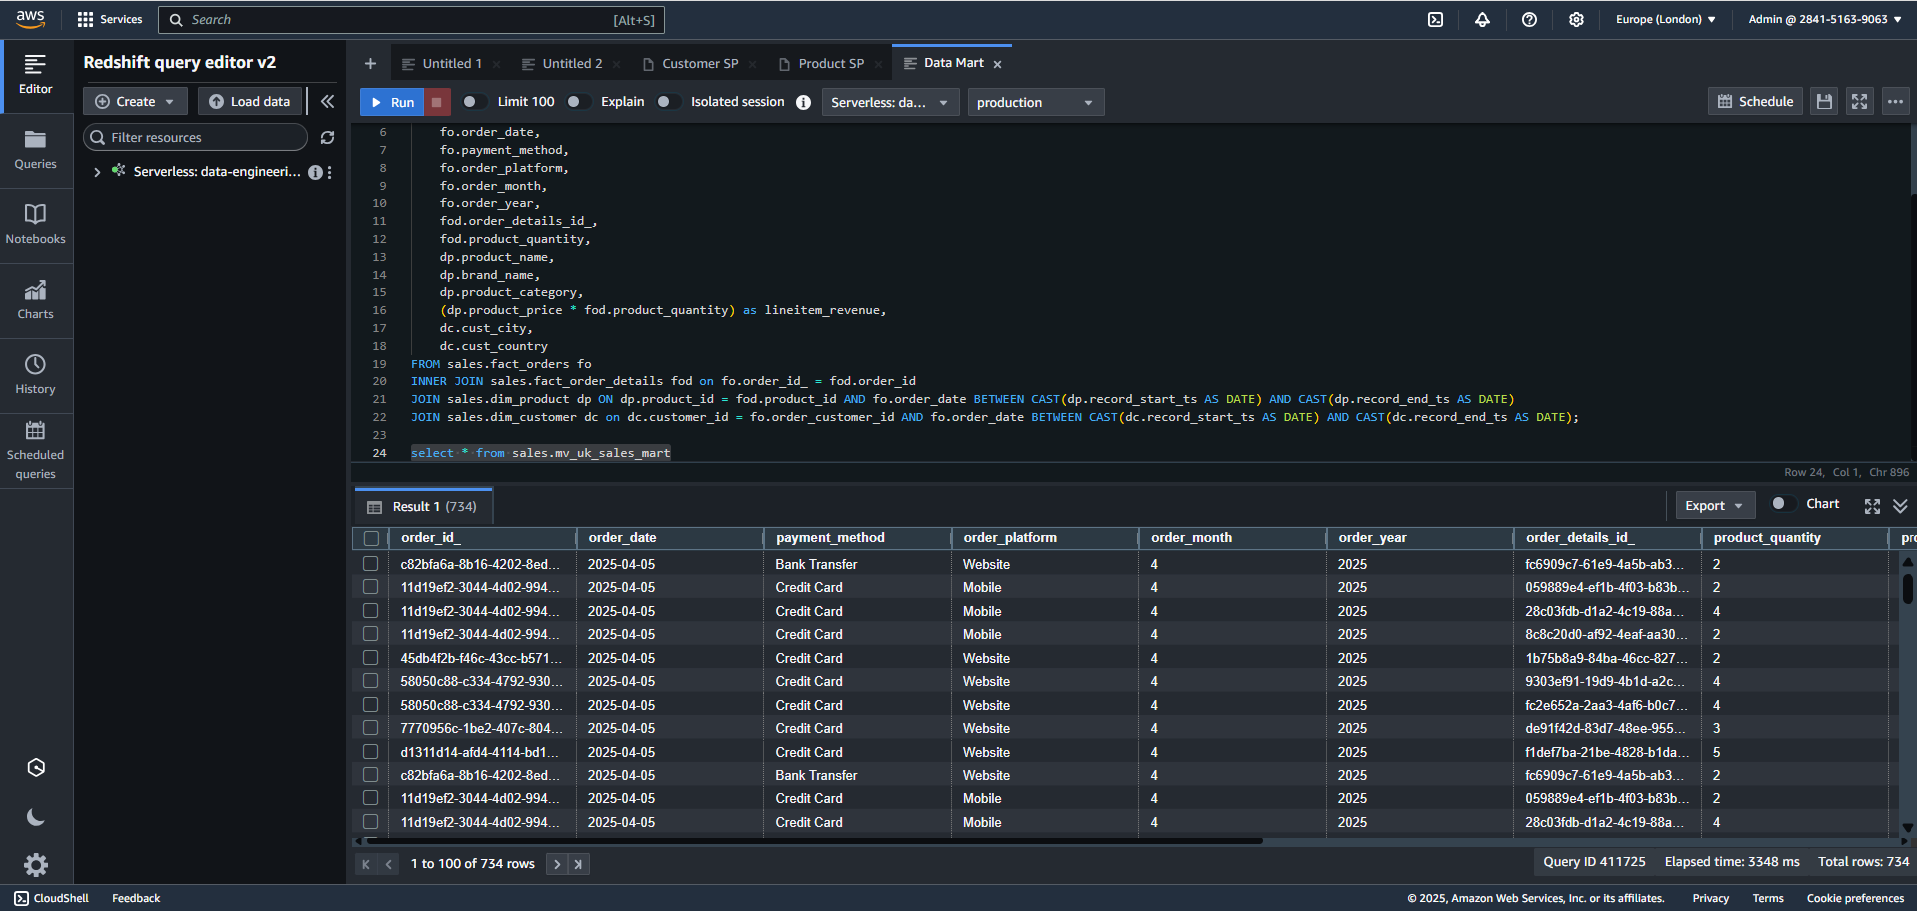 aws
Services
Search [Alt+S]
Europe (London)
Admin @ 2841-5163-9063
Editor
Queries
Notebooks
Charts
History
Scheduled
queries
Redshift query editor v2
Create
Load data
Filter resources
Serverless: data-engineeri...
Untitled 1
Untitled 2
Customer SP
Product SP
Data Mart
Run
Limit 100
Explain
Isolated session
Serverless: da...
production
Schedule
6 fo.order_date,
7 fo.payment_method,
8 fo.order_platform,
9 fo.order_month,
10 fo.order_year,
11 fod.order_details_id_,
12 fod.product_quantity,
13 dp.product_name,
14 dp.brand_name,
15 dp.product_category,
16 (dp.product_price * fod.product_quantity) as lineitem_revenue,
17 dc.cust_city,
18 dc.cust_country
19 FROM sales.fact_orders fo
20 INNER JOIN sales.fact_order_details fod on fo.order_id_ = fod.order_id
21 JOIN sales.dim_product dp ON dp.product_id = fod.product_id AND fo.order_date BETWEEN CAST(dp.record_start_ts AS DATE) AND CAST(dp.record_end_ts AS DATE)
22 JOIN sales.dim_customer dc on dc.customer_id = fo.order_customer_id AND fo.order_date BETWEEN CAST(dc.record_start_ts AS DATE) AND CAST(dc.record_end_ts AS DATE);
23
24 select * from sales.mv_uk_sales_mart
Row 24, Col 1, Chr 896
Result 1 (734)
Export
Chart
order_id_ order_date payment_method order_platform order_month order_year order_details_id_ product_quantity pro
c82bfa6a-8b16-4202-8ed... 2025-04-05 Bank Transfer Website 4 2025 fc6909c7-61e9-4a5b-ab3... 2
11d19ef2-3044-4d02-994... 2025-04-05 Credit Card Mobile 4 2025 059889e4-ef1b-4f03-b83b... 2
11d19ef2-3044-4d02-994... 2025-04-05 Credit Card Mobile 4 2025 28c03fdb-d1a2-4c19-88a... 4
11d19ef2-3044-4d02-994... 2025-04-05 Credit Card Mobile 4 2025 8c8c20d0-af92-4eaf-aa30... 2
45db4f2b-f46c-43cc-b571... 2025-04-05 Credit Card Website 4 2025 1b75b8a9-84ba-46cc-827... 2
58050c88-c334-4792-930... 2025-04-05 Credit Card Website 4 2025 9303ef91-19d9-4b1d-a2c... 4
58050c88-c334-4792-930... 2025-04-05 Credit Card Website 4 2025 fc2e652a-2aa3-4af6-b0c7... 4
7770956c-1be2-407c-804... 2025-04-05 Credit Card Website 4 2025 de91f42d-83d7-48ee-955... 3
d1311d14-afd4-4114-bd1... 2025-04-05 Credit Card Website 4 2025 f1def7ba-21be-4828-b1da... 5
c82bfa6a-8b16-4202-8ed... 2025-04-05 Bank Transfer Website 4 2025 fc6909c7-61e9-4a5b-ab3... 2
11d19ef2-3044-4d02-994... 2025-04-05 Credit Card Mobile 4 2025 059889e4-ef1b-4f03-b83b... 2
11d19ef2-3044-4d02-994... 2025-04-05 Credit Card Mobile 4 2025 28c03fdb-d1a2-4c19-88a... 4
1 to 100 of 734 rows
Query ID 411725 Elapsed time: 3348 ms Total rows: 734
CloudShell Feedback
© 2025, Amazon Web Services, Inc. or its affiliates. Privacy Terms Cookie preferences